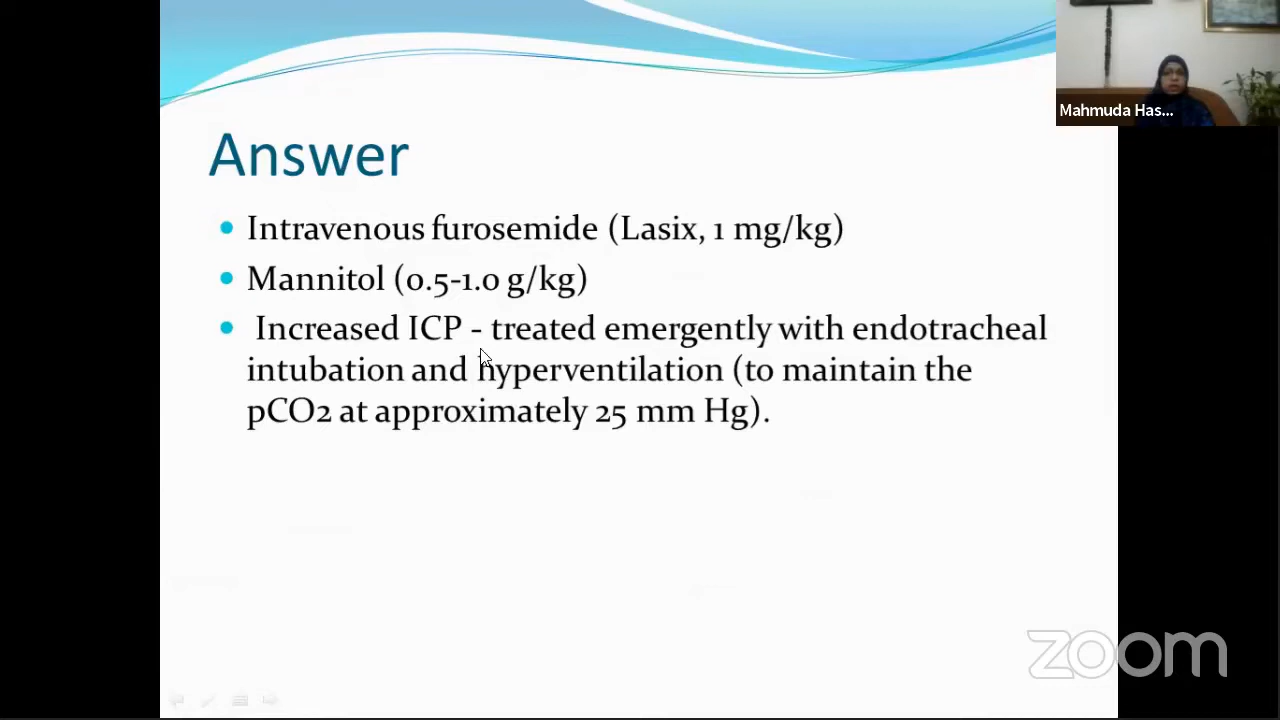 Mahmuda Has...
Answer
Intravenous furosemide (Lasix, 1 mg/kg)
Mannitol (0.5-1.0 g/kg)
Increased ICP - treated emergently with endotracheal
intubation and hyperventilation (to maintain the
pCO2 at approximately 25 mm Hg).
zoom